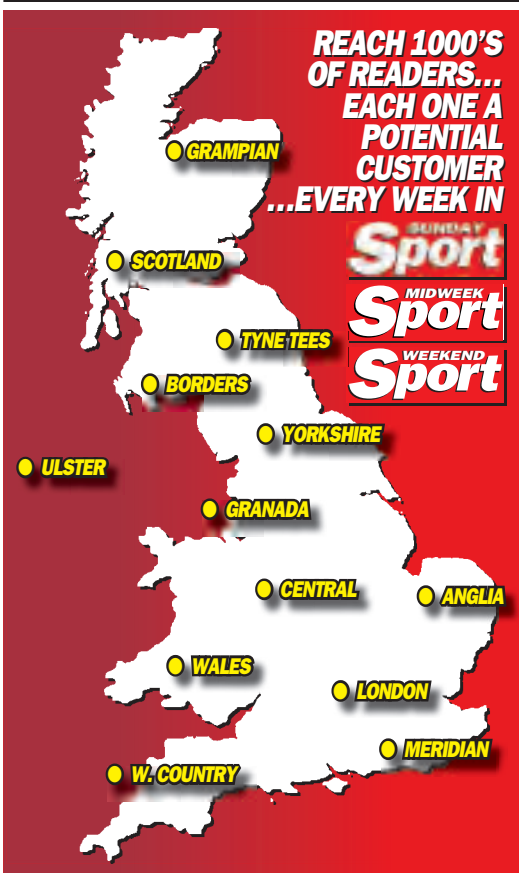 REACH 1000'S
OF READERS...
EACH ONE A
POTENTIAL
CUSTOMER
...EVERY WEEK IN
SUNDAY
Sport
MIDWEEK
Sport
WEEKEND
Sport
GRAMPIAN
SCOTLAND
TYNE TEES
BORDERS
YORKSHIRE
ULSTER
GRANADA
CENTRAL
ANGLIA
WALES
LONDON
MERIDIAN
W. COUNTRY